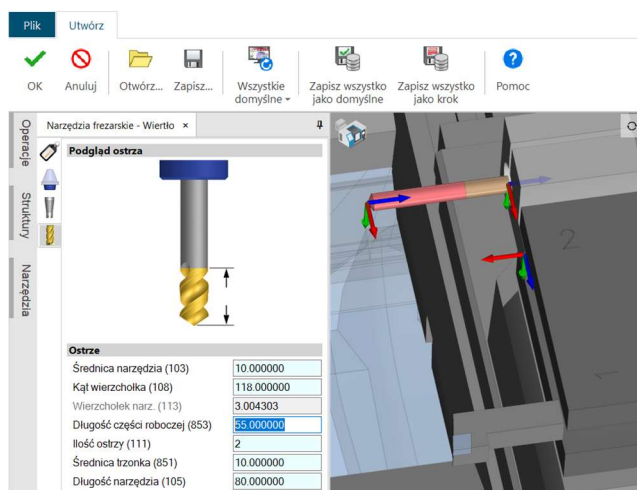 Plik
Utwórz
OK
Anuluj
Otwórz...
Zapisz...
Wszystkie domyślne
Zapisz wszystko jako domyślne
Zapisz wszystko jako krok
Pomoc
Operacje
Struktury
Narzędzia
Narzędzia frezarskie - Wiertło ×
Podgląd ostrza
Ostrze
Średnica narzędzia (103) 10.000000
Kąt wierzchołka (108) 118.000000
Wierzchołek narz. (113) 3.004303
Długość części roboczej (853) 55.000000
Ilość ostrzy (111) 2
Średnica trzonka (851) 10.000000
Długość narzędzia (105) 80.000000
2
1